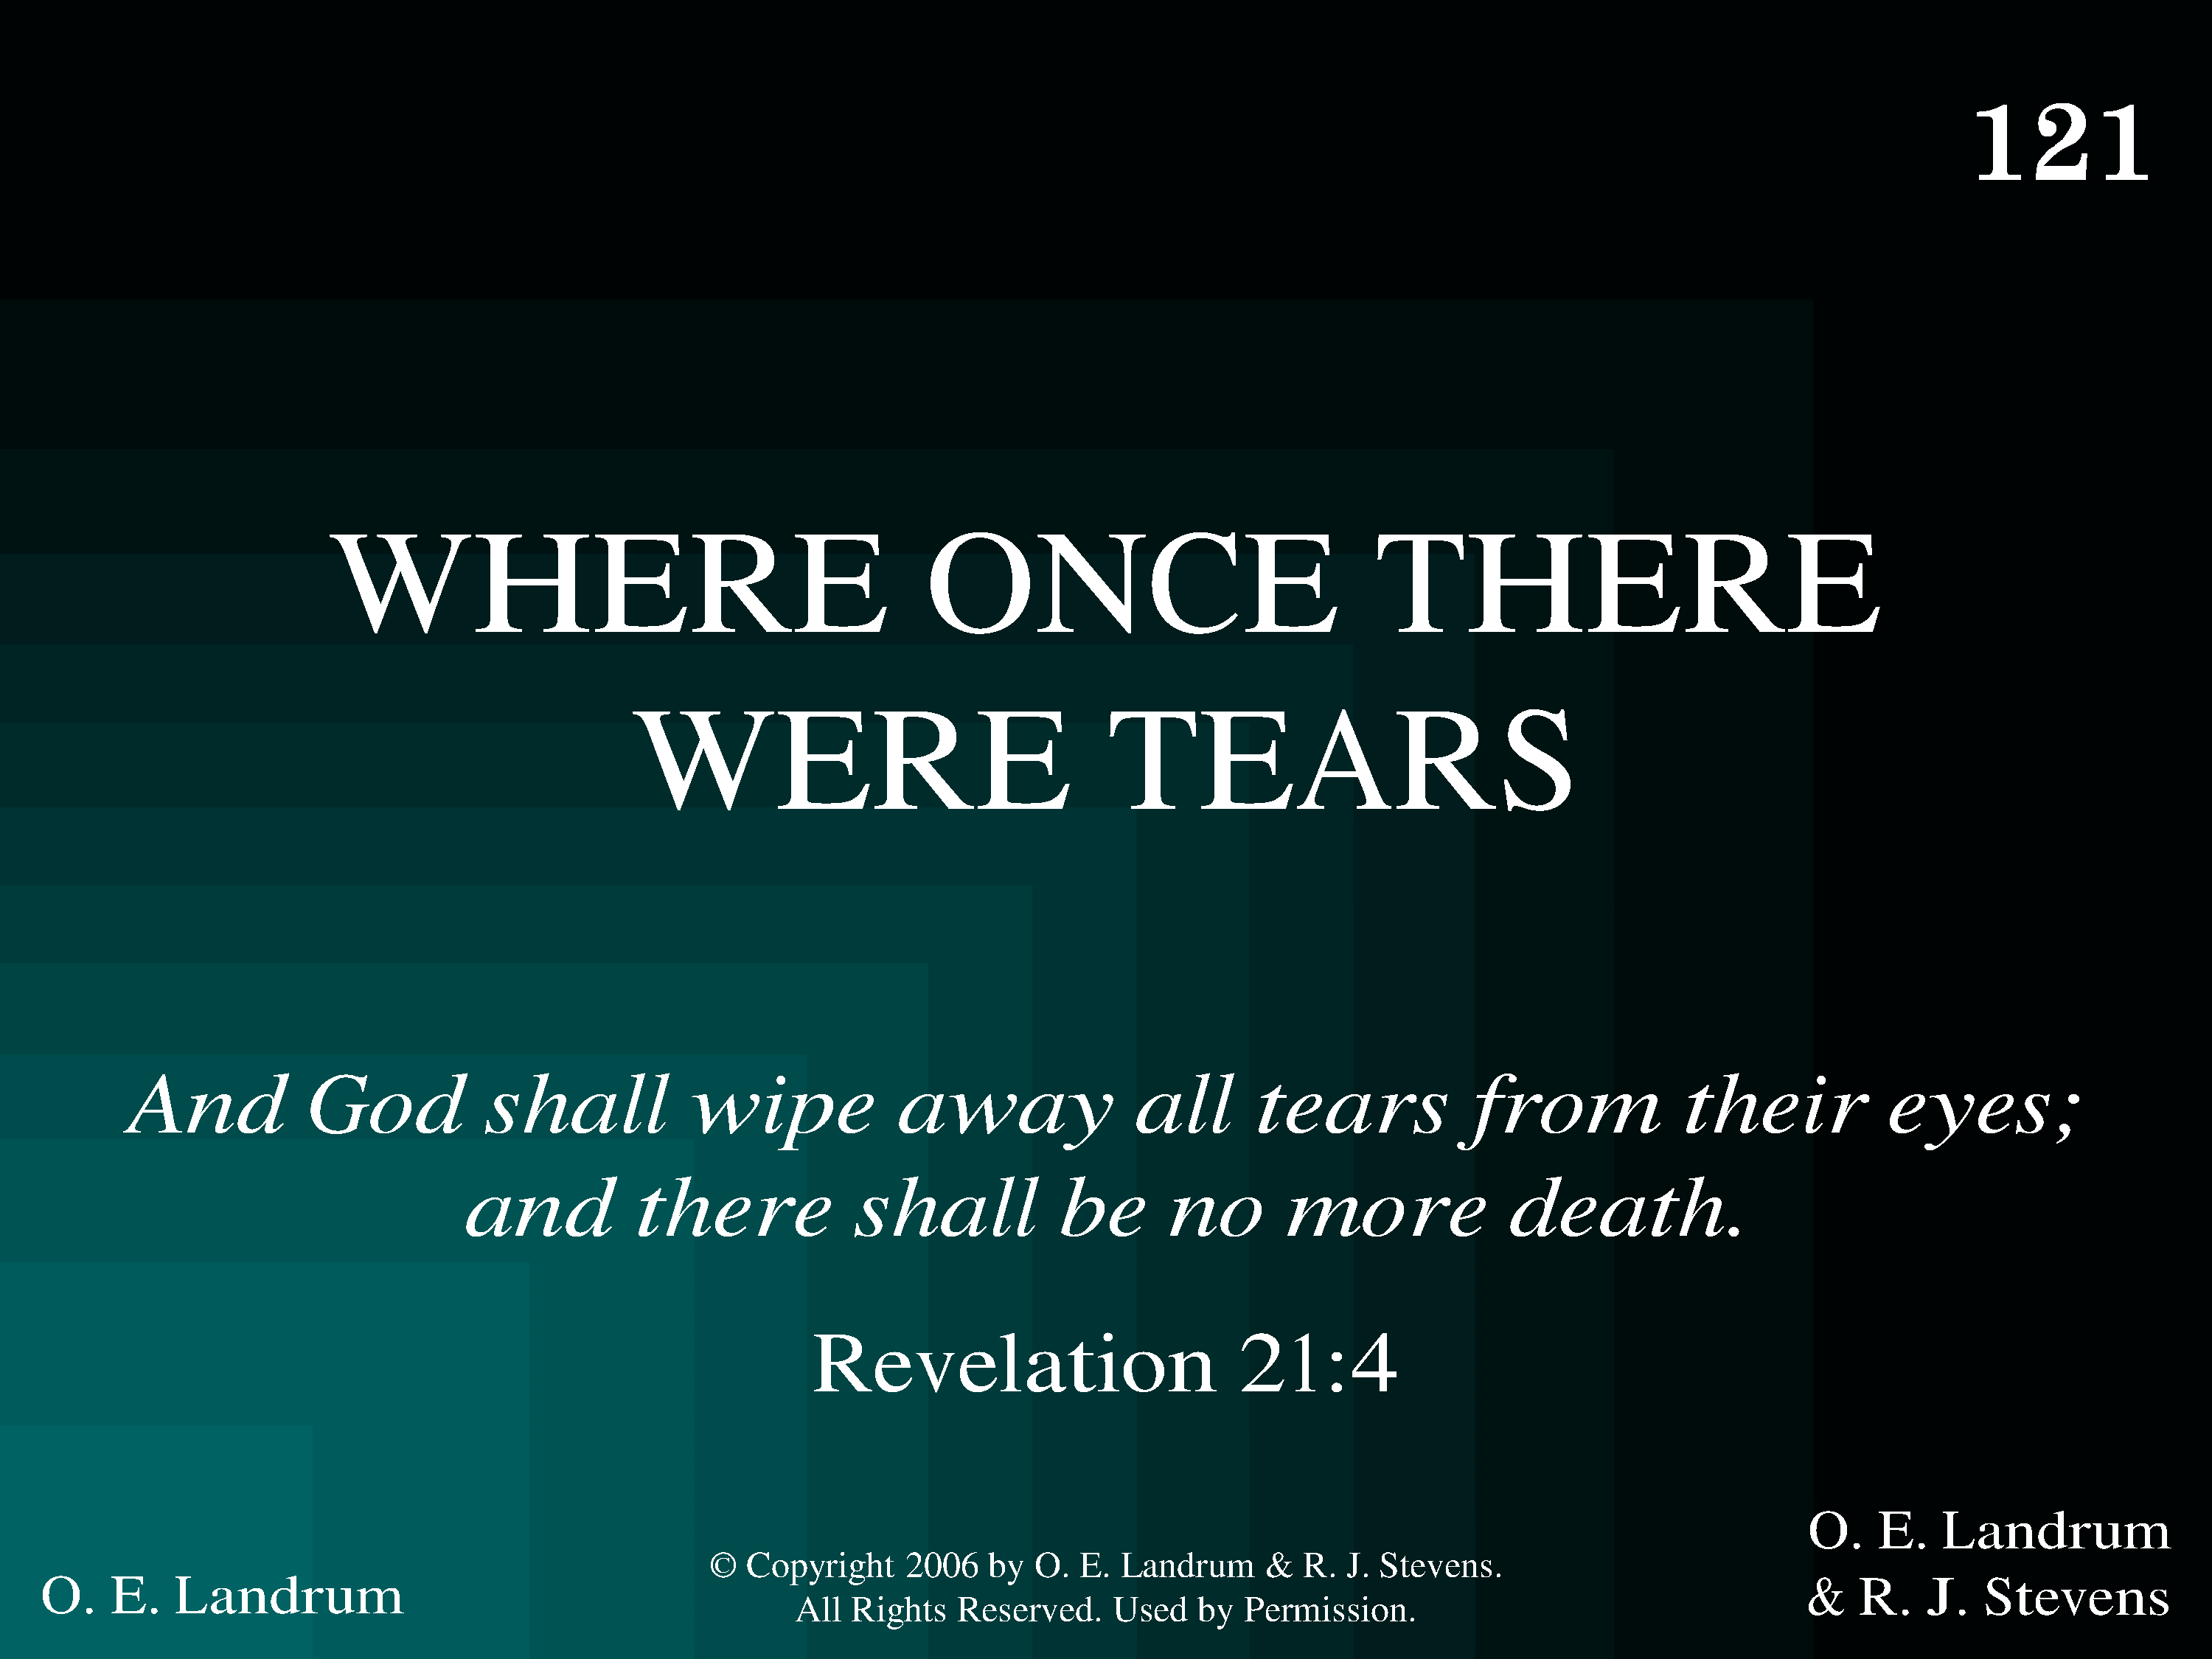 121
WHERE ONCE THERE
WERE TEARS
And God shall wipe away all tears from their eyes;
and there shall be no more death.
Revelation 21:4
O. E. Landrum
© Copyright 2006 by O. E. Landrum & R. J. Stevens.
All Rights Reserved. Used by Permission.
O. E. Landrum
& R. J. Stevens